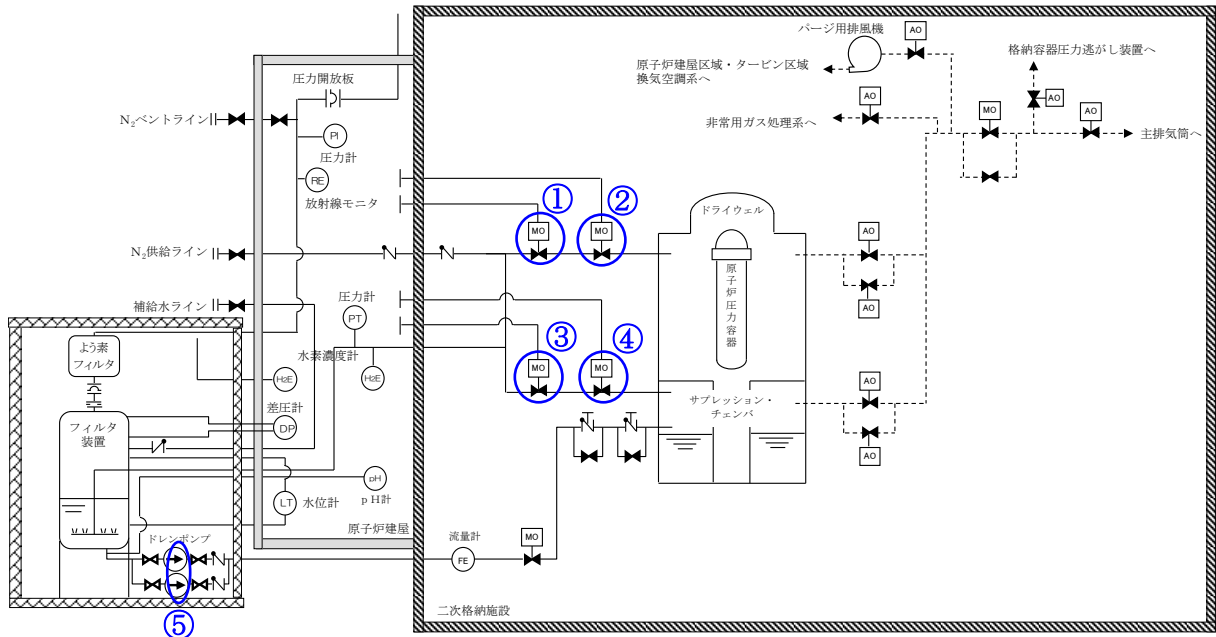 パージ用排風機
AO
格納容器圧力逃がし装置へ
原子炉建屋区域・タービン区域
換気空調系へ
圧力開放板
AO
AO
MO
AO
N₂ベントライン
非常用ガス処理系へ
主排気筒へ
PI
圧力計
RE
放射線モニタ
①
②
ドライウェル
MO
MO
AO
N₂供給ライン
原子炉圧力容器
AO
補給水ライン
圧力計
PT
③
④
よう素
フィルタ
水素濃度計
MO
MO
H2E
H2E
AO
差圧計
サプレッション・
チェンバ
フィルタ
装置
DP
AO
pH
pH計
LT
水位計
原子炉建屋
流量計
MO
ドレンポンプ
FE
二次格納施設
⑤